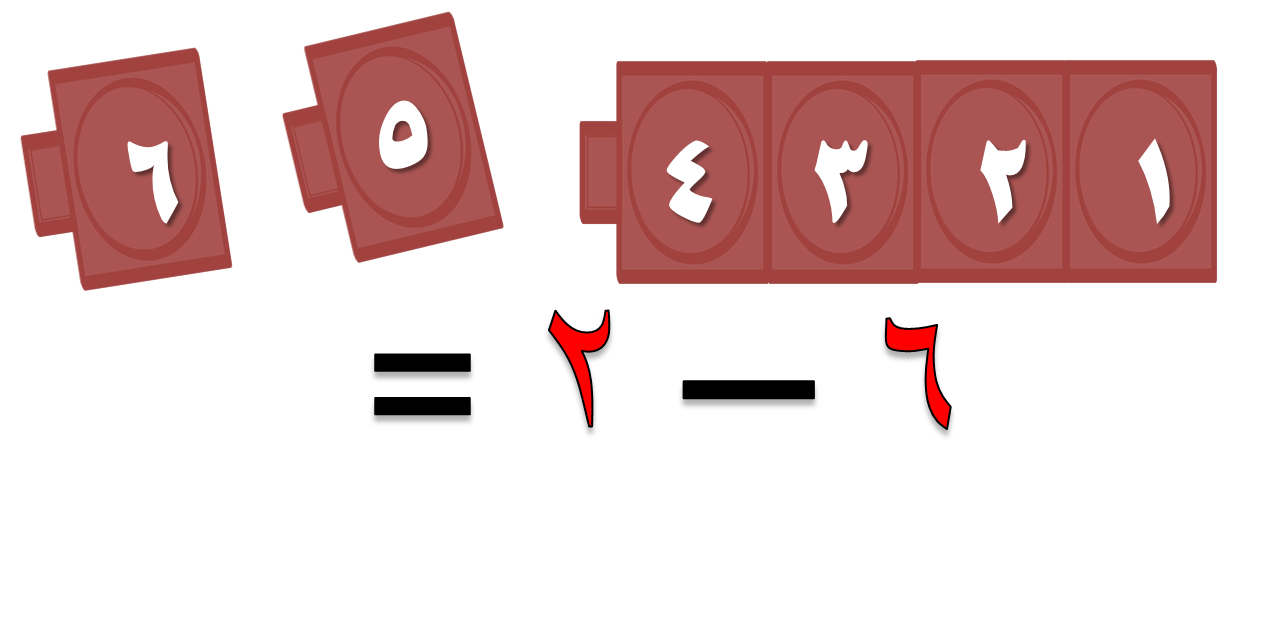 ١ ٢ ٣ ٤ ٥ ٦
٦ − ٢ =